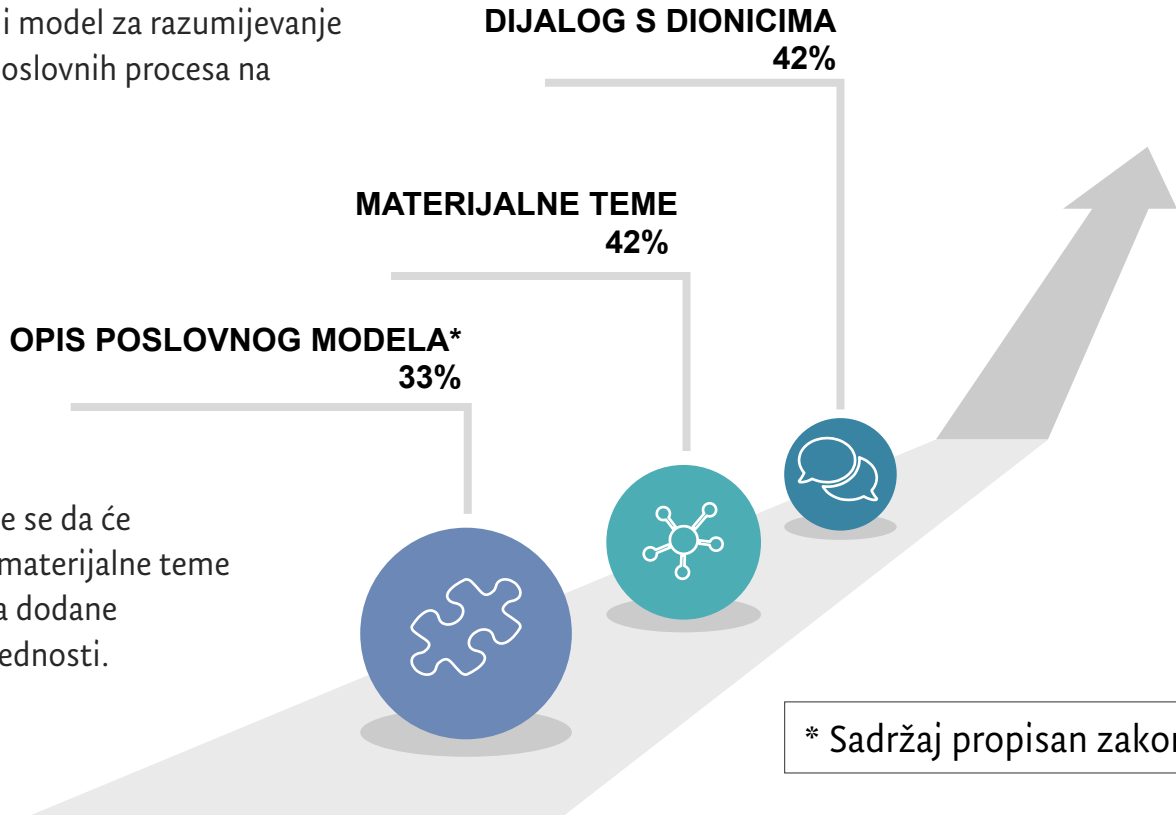 i model za razumijevanje
oslovnih procesa na
DIJALOG S DIONICIMA
42%
MATERIJALNE TEME
42%
OPIS POSLOVNOG MODELA*
33%
e se da će
materijalne teme
a dodane
ednosti.
* Sadržaj propisan zakon